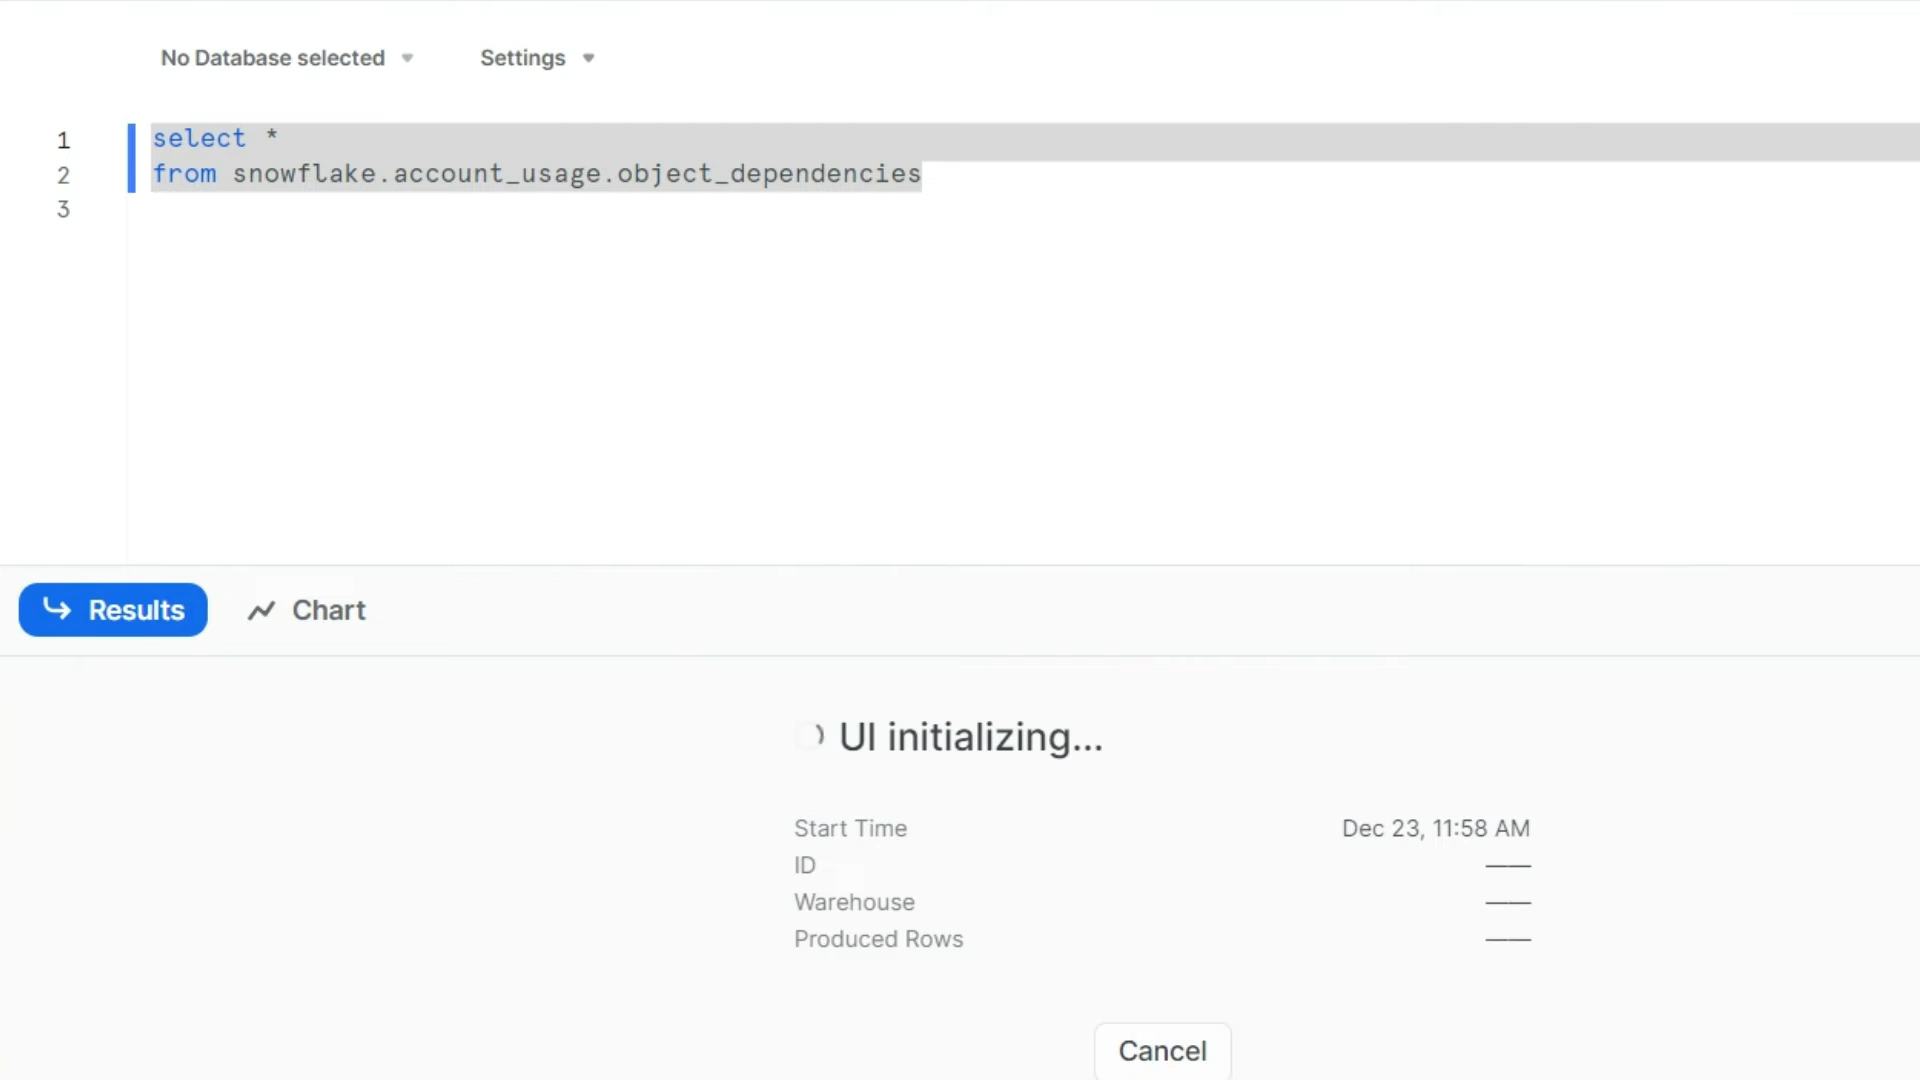 No Database selected Settings
1 select *
2 from snowflake.account_usage.object_dependencies
3
Results Chart
UI initializing...
Start Time Dec 23, 11:58 AM
ID ——
Warehouse ——
Produced Rows ——
Cancel